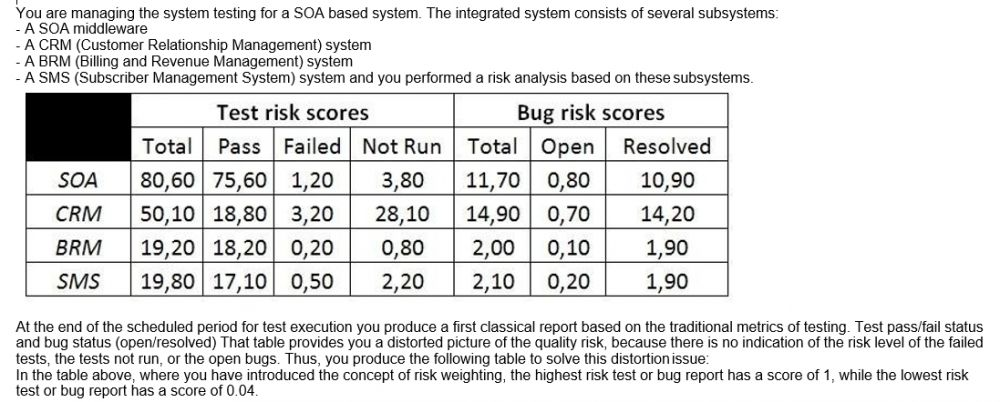 You are managing the system testing for a SOA based system. The integrated system consists of several subsystems:
- A SOA middleware
- A CRM (Customer Relationship Management) system
- A BRM (Billing and Revenue Management) system
- A SMS (Subscriber Management System) system and you performed a risk analysis based on these subsystems.
Test risk scores Bug risk scores
Total Pass Failed Not Run Total Open Resolved
SOA 80,60 75,60 1,20 3,80 11,70 0,80 10,90
CRM 50,10 18,80 3,20 28,10 14,90 0,70 14,20
BRM 19,20 18,20 0,20 0,80 2,00 0,10 1,90
SMS 19,80 17,10 0,50 2,20 2,10 0,20 1,90
At the end of the scheduled period for test execution you produce a first classical report based on the traditional metrics of testing. Test pass/fail status
and bug status (open/resolved) That table provides you a distorted picture of the quality risk, because there is no indication of the risk level of the failed
tests, the tests not run, or the open bugs. Thus, you produce the following table to solve this distortion issue:
In the table above, where you have introduced the concept of risk weighting, the highest risk test or bug report has a score of 1, while the lowest risk
test or bug report has a score of 0.04.